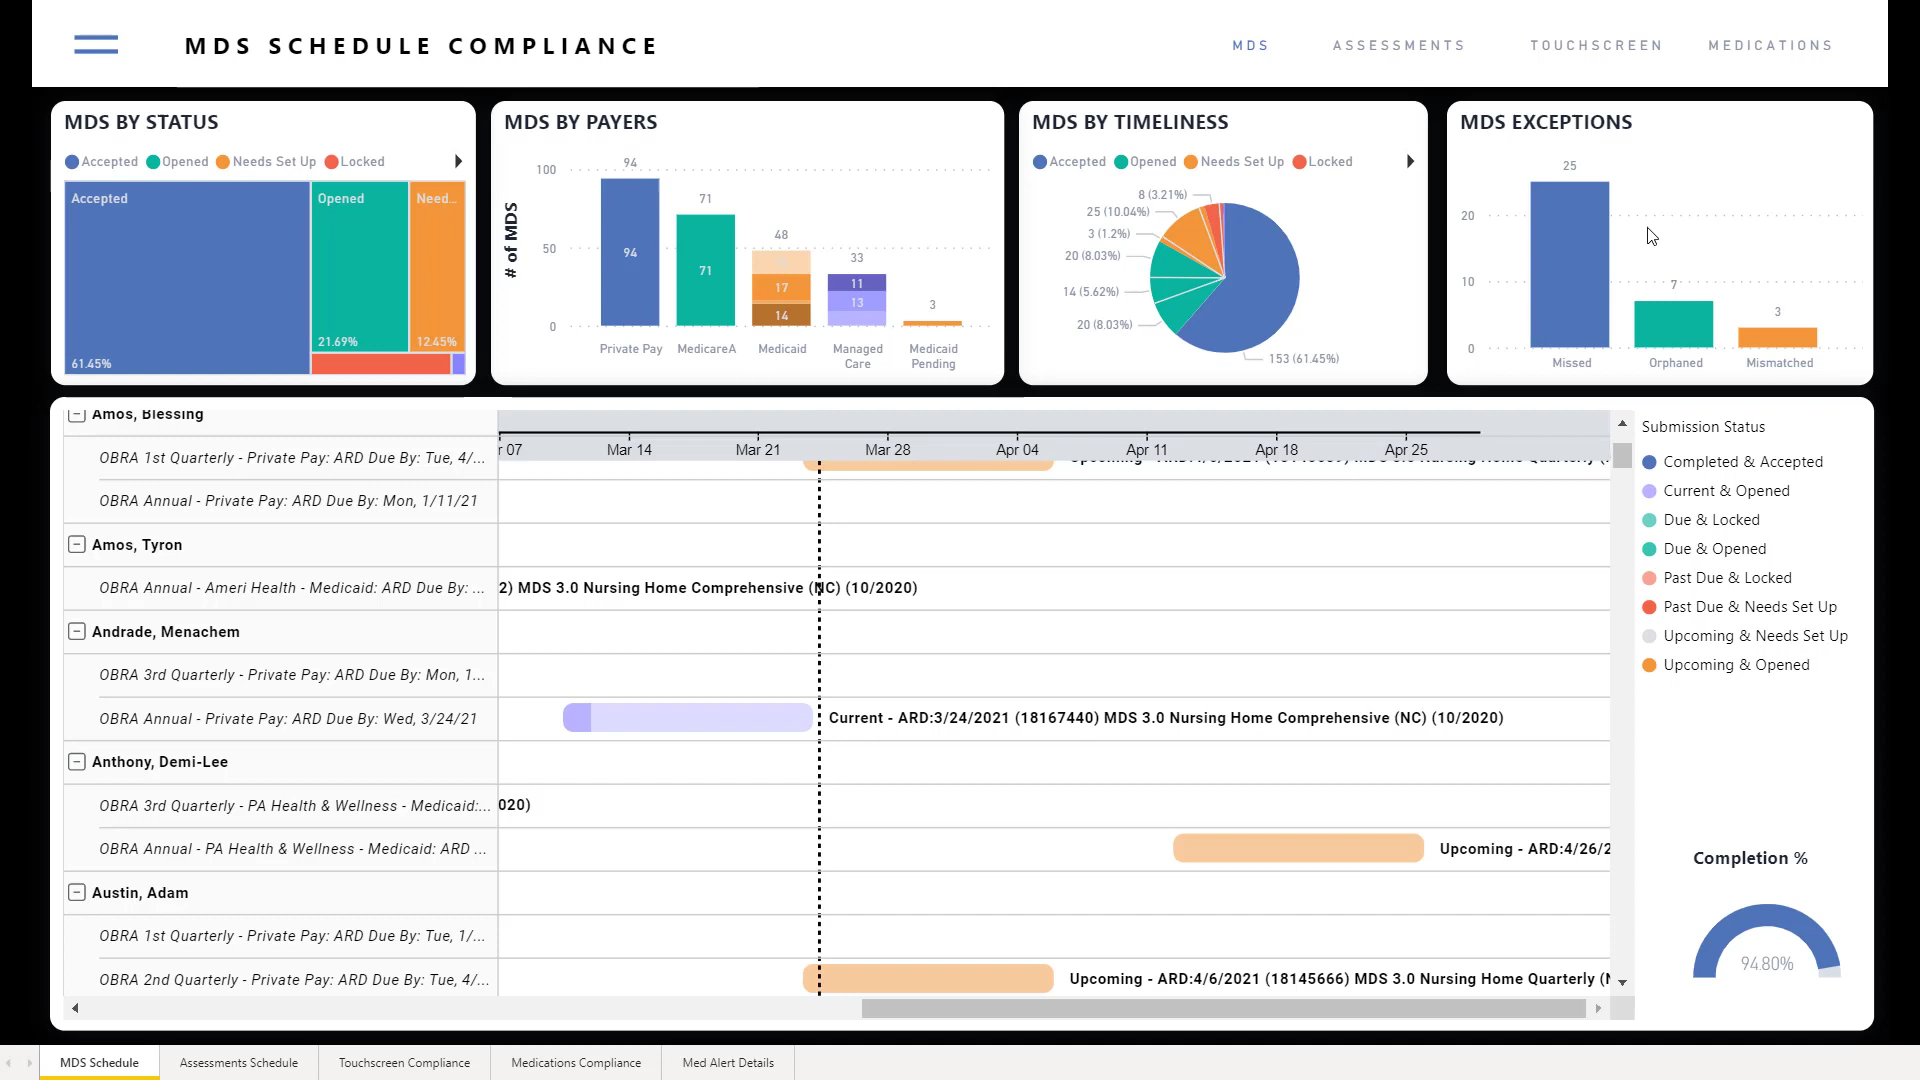 MDS SCHEDULE COMPLIANCE
MDS ASSESSMENTS TOUCHSCREEN MEDICATIONS
MDS BY STATUS
Accepted Opened Needs Set Up Locked
Accepted Opened Need...
61.45% 21.69% 12.45%
MDS BY PAYERS
# of MDS
100
50
0
94
71
48
33
3
94
71
17
14
11
13
Private Pay MedicareA Medicaid Managed Care Medicaid Pending
MDS BY TIMELINESS
Accepted Opened Needs Set Up Locked
8 (3.21%)
25 (10.04%)
3 (1.2%)
20 (8.03%)
14 (5.62%)
20 (8.03%)
153 (61.45%)
MDS EXCEPTIONS
20
10
0
25
7
3
Missed Orphaned Mismatched
Amos, Blessing
r 07 Mar 14 Mar 21 Mar 28 Apr 04 Apr 11 Apr 18 Apr 25
OBRA 1st Quarterly - Private Pay: ARD Due By: Tue, 4/...
OBRA Annual - Private Pay: ARD Due By: Mon, 1/11/21
Amos, Tyron
OBRA Annual - Ameri Health - Medicaid: ARD Due By: ... 2) MDS 3.0 Nursing Home Comprehensive (NC) (10/2020)
Andrade, Menachem
OBRA 3rd Quarterly - Private Pay: ARD Due By: Mon, 1...
OBRA Annual - Private Pay: ARD Due By: Wed, 3/24/21 Current - ARD:3/24/2021 (18167440) MDS 3.0 Nursing Home Comprehensive (NC) (10/2020)
Anthony, Demi-Lee
OBRA 3rd Quarterly - PA Health & Wellness - Medicaid:... 020)
OBRA Annual - PA Health & Wellness - Medicaid: ARD ... Upcoming - ARD:4/26/2
Austin, Adam
OBRA 1st Quarterly - Private Pay: ARD Due By: Tue, 1/...
OBRA 2nd Quarterly - Private Pay: ARD Due By: Tue, 4/... Upcoming - ARD:4/6/2021 (18145666) MDS 3.0 Nursing Home Quarterly (N
Submission Status
Completed & Accepted
Current & Opened
Due & Locked
Due & Opened
Past Due & Locked
Past Due & Needs Set Up
Upcoming & Needs Set Up
Upcoming & Opened
Completion %
94.80%
MDS Schedule Assessments Schedule Touchscreen Compliance Medications Compliance Med Alert Details